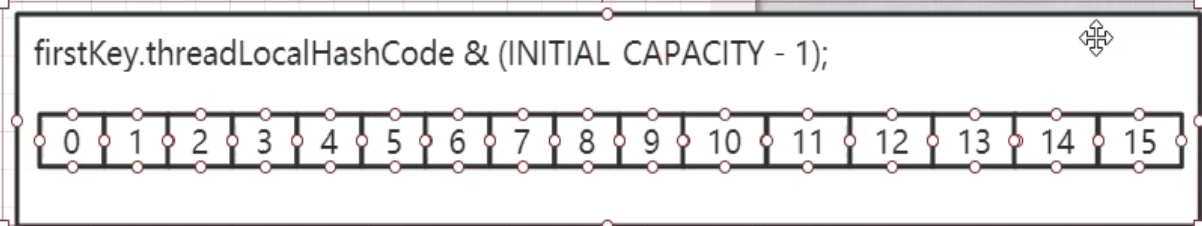 firstKey.threadLocalHashCode & (INITIAL CAPACITY - 1);
0 1 2 3 4 5 6 7 8 9 10 11 12 13 14 15